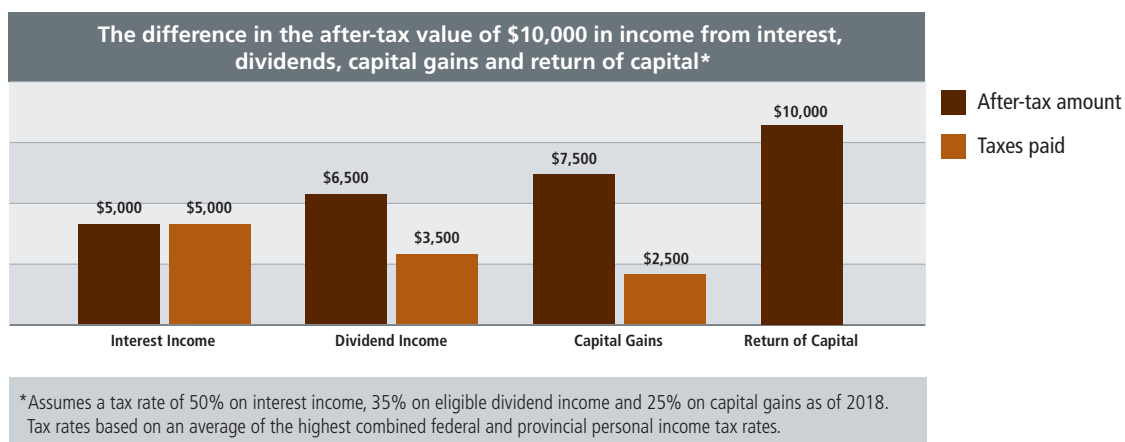 The difference in the after-tax value of $10,000 in income from interest,
dividends, capital gains and return of capital*
After-tax amount
Taxes paid
$5,000
$5,000
$6,500
$3,500
$7,500
$2,500
$10,000
Interest Income
Dividend Income
Capital Gains
Return of Capital
*Assumes a tax rate of 50% on interest income, 35% on eligible dividend income and 25% on capital gains as of 2018.
Tax rates based on an average of the highest combined federal and provincial personal income tax rates.